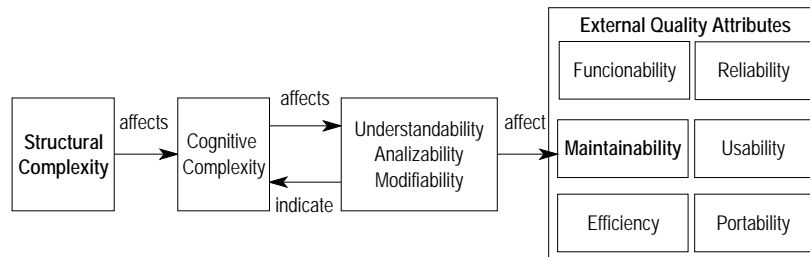 External Quality Attributes
Funcionability
Reliability
affects
affects
affect
Structural
Complexity
Cognitive
Complexity
Understandability
Analizability
Modifiability
Maintainability
Usability
indicate
Efficiency
Portability